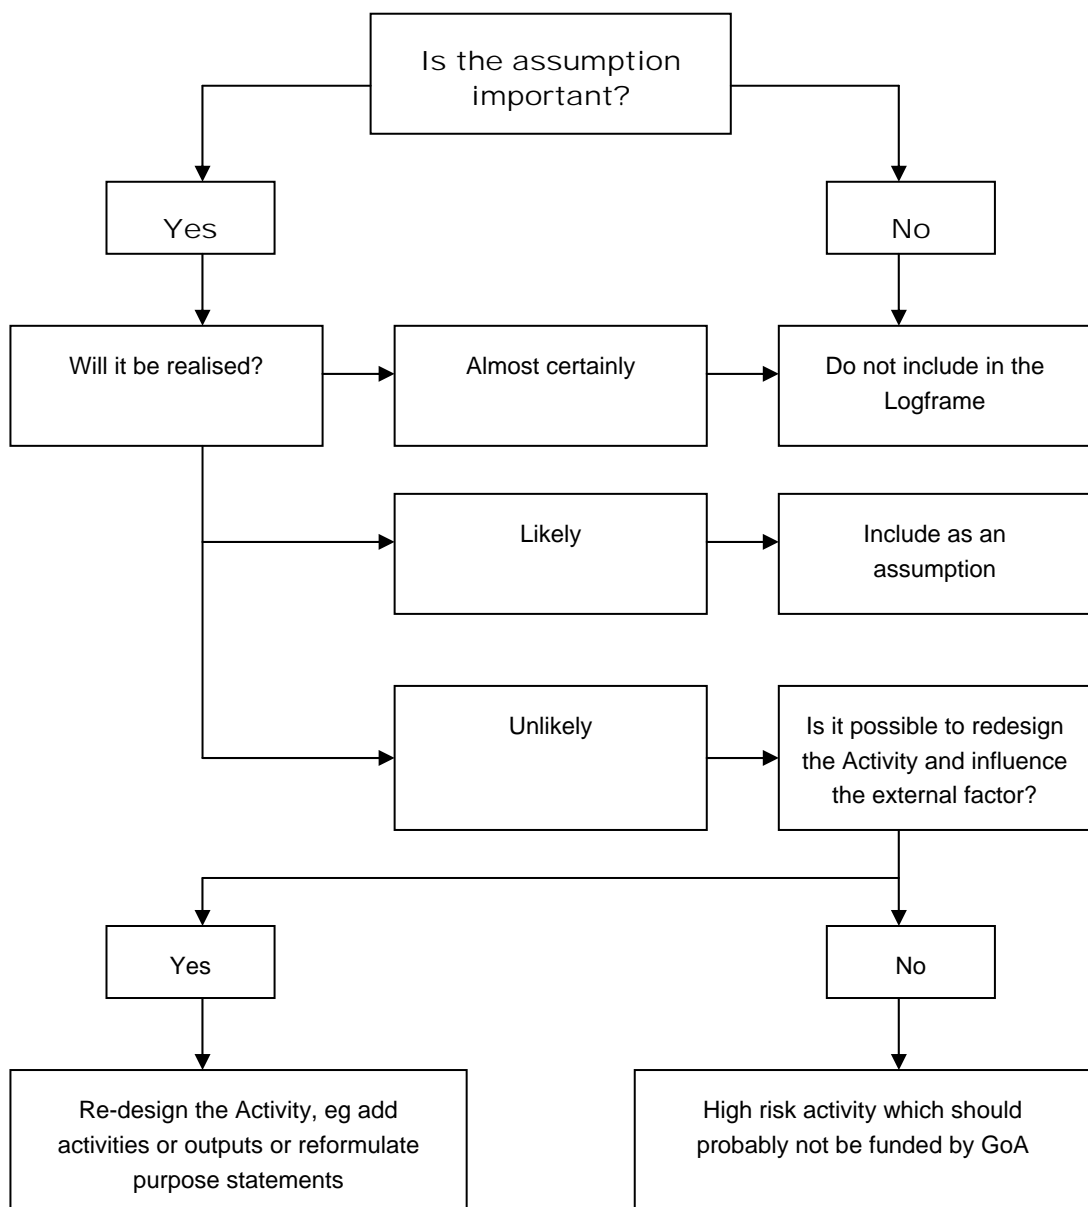 Is the assumption
important?
Yes
No
Will it be realised?
Almost certainly
Do not include in the
Logframe
Likely
Include as an
assumption
Unlikely
Is it possible to redesign
the Activity and influence
the external factor?
Yes
No
Re-design the Activity, eg add
activities or outputs or reformulate
purpose statements
High risk activity which should
probably not be funded by GoA